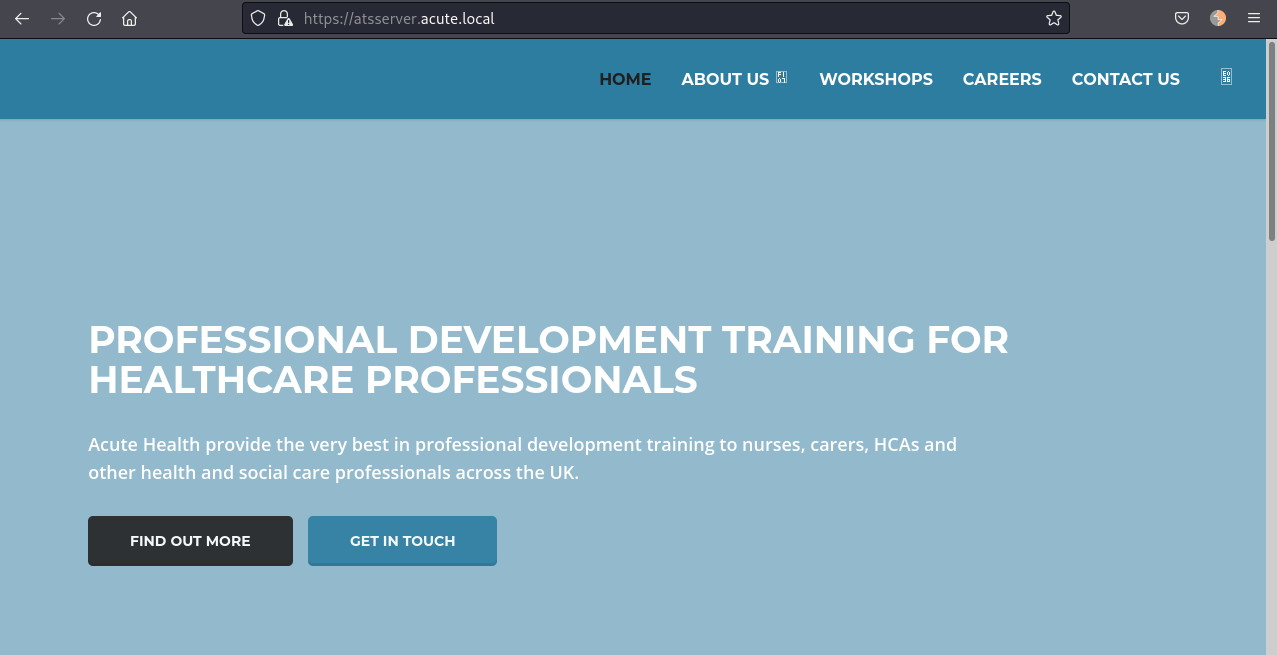 https://atsserver.acute.local
HOME ABOUT US WORKSHOPS CAREERS CONTACT US
PROFESSIONAL DEVELOPMENT TRAINING FOR
HEALTHCARE PROFESSIONALS
Acute Health provide the very best in professional development training to nurses, carers, HCAs and
other health and social care professionals across the UK.
FIND OUT MORE GET IN TOUCH